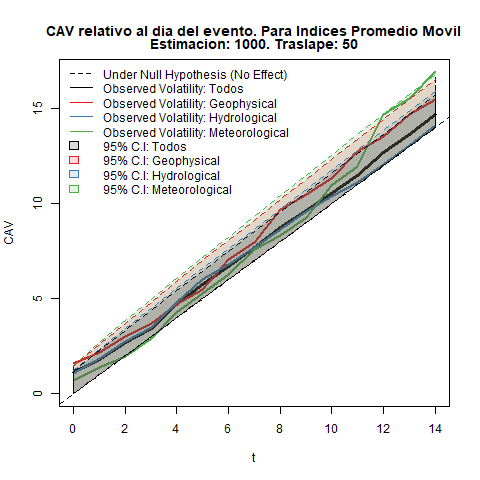 CAV relativo al dia del evento. Para Indices Promedio Movil
Estimacion: 1000. Traslape: 50
Under Null Hypothesis (No Effect)
Observed Volatility: Todos
Observed Volatility: Geophysical
Observed Volatility: Hydrological
Observed Volatility: Meteorological
95% C.I: Todos
95% C.I: Geophysical
95% C.I: Hydrological
95% C.I: Meteorological
CAV
15
10
5
0
0 2 4 6 8 10 12 14
t